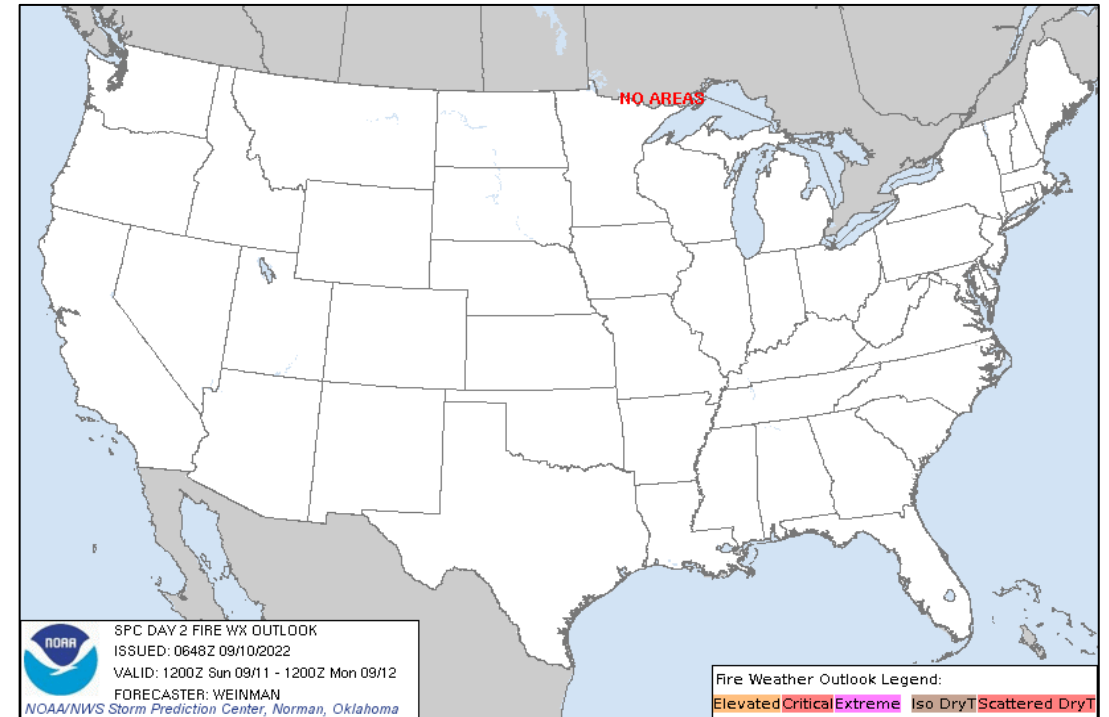 NO AREAS
NOAA
SPC DAY 2 FIRE WX OUTLOOK
ISSUED: 0648Z 09/10/2022
VALID: 1200Z Sun 09/11 - 1200Z Mon 09/12
FORECASTER: WEINMAN
NOAA/NWS Storm Prediction Center, Norman, Oklahoma
Fire Weather Outlook Legend:
Elevated Critical Extreme Iso DryT Scattered DryT